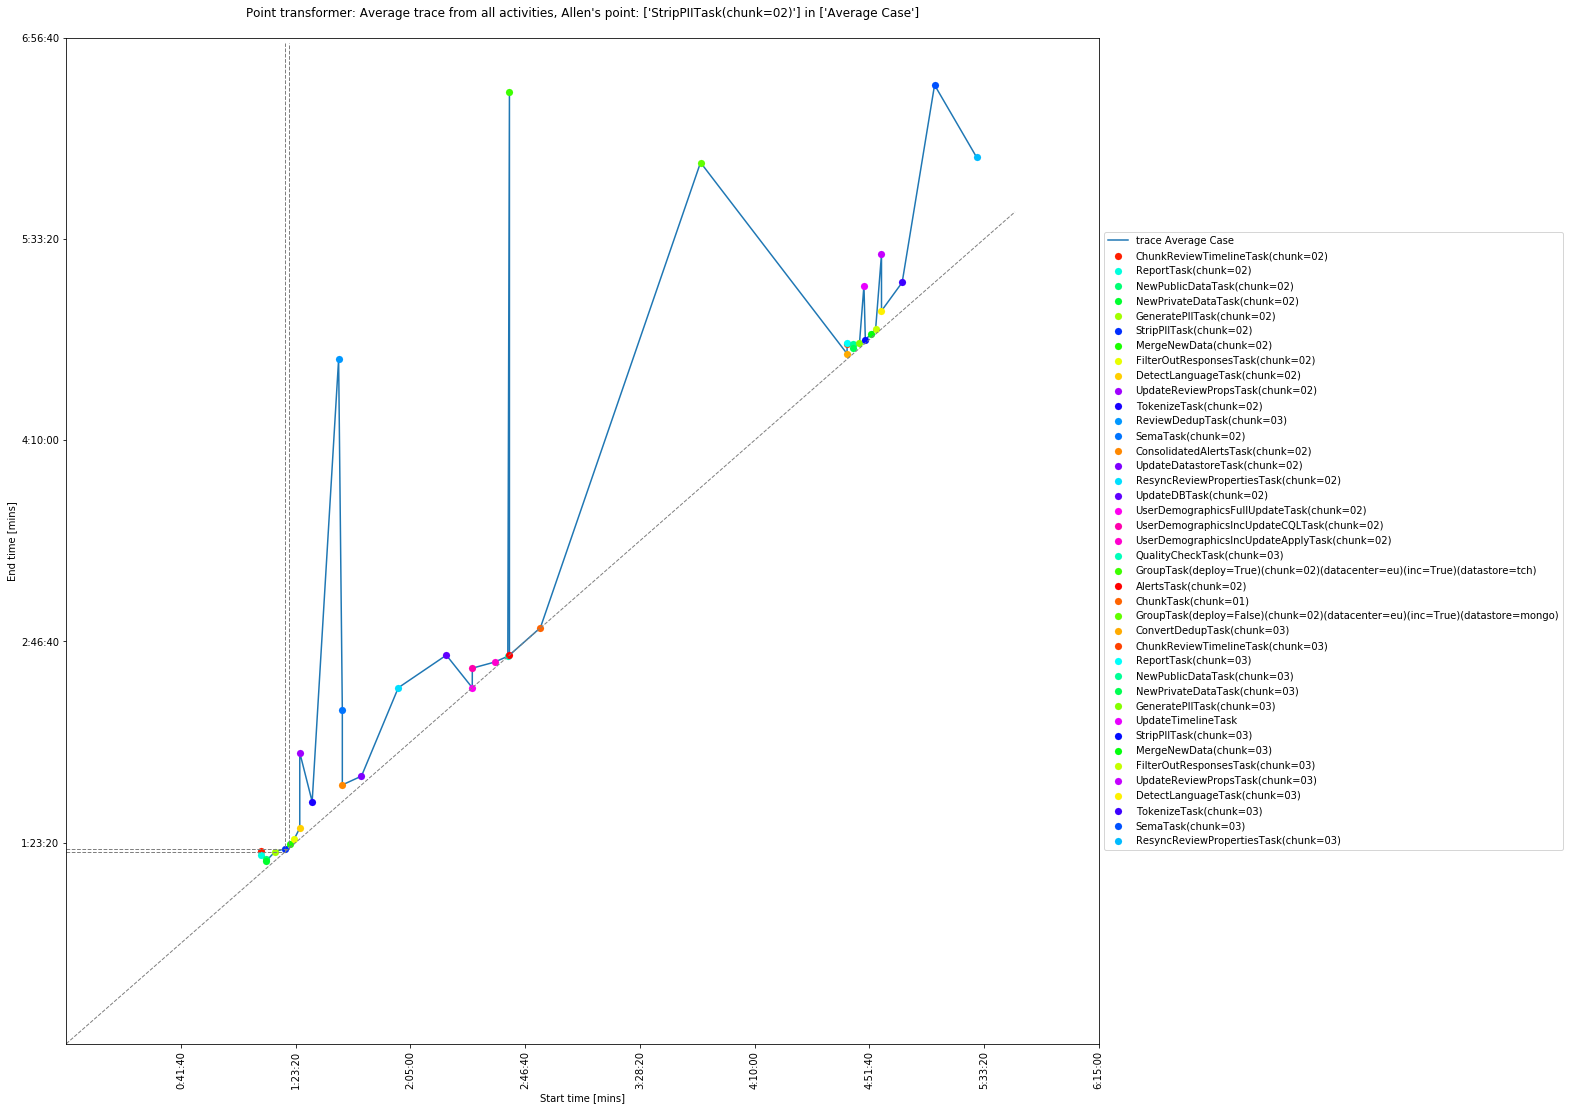 Point transformer: Average trace from all activities, Allen's point: ['StripPIITask(chunk=02)'] in ['Average Case']
6:56:40
5:33:20
4:10:00
2:46:40
1:23:20
End time [mins]
0:41:40
1:23:20
2:05:00
2:46:40
3:28:20
4:10:00
4:51:40
5:33:20
6:15:00
Start time [mins]
trace Average Case
ChunkReviewTimelineTask(chunk=02)
ReportTask(chunk=02)
NewPublicDataTask(chunk=02)
NewPrivateDataTask(chunk=02)
GeneratePIITask(chunk=02)
StripPIITask(chunk=02)
MergeNewData(chunk=02)
FilterOutResponsesTask(chunk=02)
DetectLanguageTask(chunk=02)
UpdateReviewPropsTask(chunk=02)
TokenizeTask(chunk=02)
ReviewDedupTask(chunk=03)
SemaTask(chunk=02)
ConsolidatedAlertsTask(chunk=02)
UpdateDatastoreTask(chunk=02)
ResyncReviewPropertiesTask(chunk=02)
UpdateDBTask(chunk=02)
UserDemographicsFullUpdateTask(chunk=02)
UserDemographicsIncUpdateCQLTask(chunk=02)
UserDemographicsIncUpdateApplyTask(chunk=02)
QualityCheckTask(chunk=03)
GroupTask(deploy=True)(chunk=02)(datacenter=eu)(inc=True)(datastore=tch)
AlertsTask(chunk=02)
ChunkTask(chunk=01)
GroupTask(deploy=False)(chunk=02)(datacenter=eu)(inc=True)(datastore=mongo)
ConvertDedupTask(chunk=03)
ChunkReviewTimelineTask(chunk=03)
ReportTask(chunk=03)
NewPublicDataTask(chunk=03)
NewPrivateDataTask(chunk=03)
GeneratePIITask(chunk=03)
UpdateTimelineTask
StripPIITask(chunk=03)
MergeNewData(chunk=03)
FilterOutResponsesTask(chunk=03)
UpdateReviewPropsTask(chunk=03)
DetectLanguageTask(chunk=03)
TokenizeTask(chunk=03)
SemaTask(chunk=03)
ResyncReviewPropertiesTask(chunk=03)